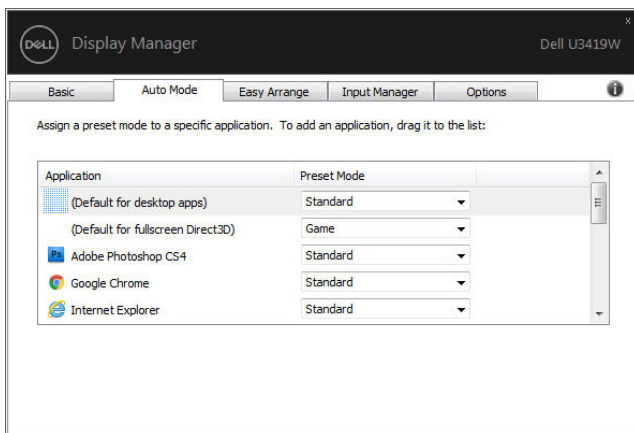 x
DELL Display Manager Dell U3419W
Basic Auto Mode Easy Arrange Input Manager Options i
Assign a preset mode to a specific application. To add an application, drag it to the list:
Application Preset Mode
(Default for desktop apps) Standard
(Default for fullscreen Direct3D) Game
Ps Adobe Photoshop CS4 Standard
Google Chrome Standard
Internet Explorer Standard